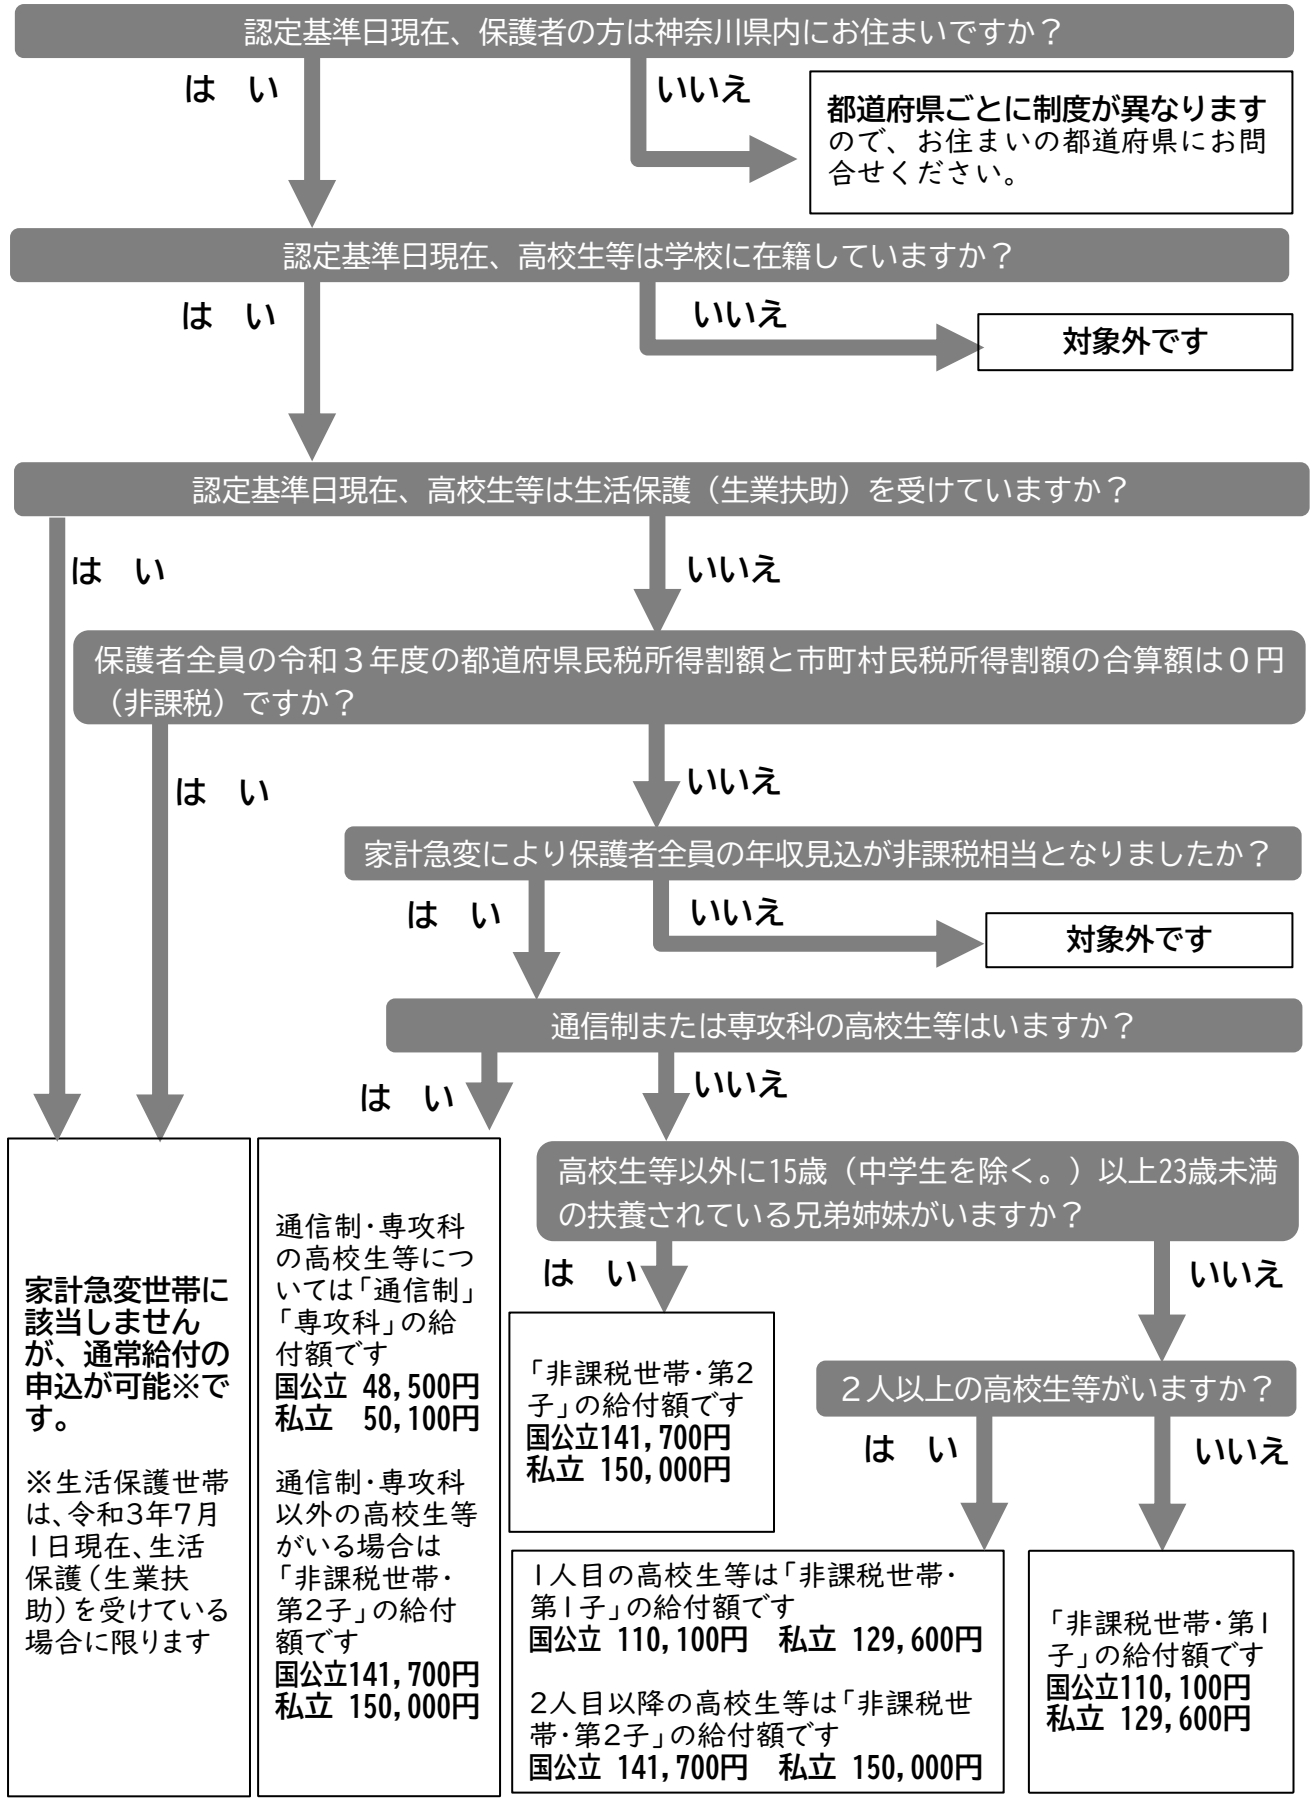 認定基準日現在、保護者の方は神奈川県内にお住まいですか？
は　い
いいえ
都道府県ごとに制度が異なります
ので、お住まいの都道府県にお問
合せください。
認定基準日現在、高校生等は学校に在籍していますか？
は　い
いいえ
対象外です
認定基準日現在、高校生等は生活保護（生業扶助）を受けていますか？
は　い
いいえ
保護者全員の令和３年度の都道府県民税所得割額と市町村民税所得割額の合算額は０円
（非課税）ですか？
は　い
いいえ
家計急変により保護者全員の年収見込が非課税相当となりましたか？
は　い
いいえ
対象外です
通信制または専攻科の高校生等はいますか？
は　い
いいえ
高校生等以外に15歳（中学生を除く。）以上23歳未満
の扶養されている兄弟姉妹がいますか？
は　い
いいえ
家計急変世帯に
該当しません
が、通常給付の
申込が可能※で
す。
※生活保護世帯
は、令和3年7月
1日現在、生活
保護（生業扶
助）を受けている
場合に限ります
通信制・専攻科
の高校生等につ
いては「通信制」
「専攻科」の給
付額です
国公立 48,500円
私立　50,100円
通信制・専攻科
以外の高校生等
がいる場合は
「非課税世帯・
第2子」の給付
額です
国公立141,700円
私立 150,000円
「非課税世帯・第2
子」の給付額です
国公立141,700円
私立 150,000円
２人以上の高校生等がいますか？
は　い
いいえ
1人目の高校生等は「非課税世帯・
第1子」の給付額です
国公立 110,100円　私立 129,600円
2人目以降の高校生等は「非課税世
帯・第2子」の給付額です
国公立 141,700円　私立 150,000円
「非課税世帯・第1
子」の給付額です
国公立110,100円
私立 129,600円